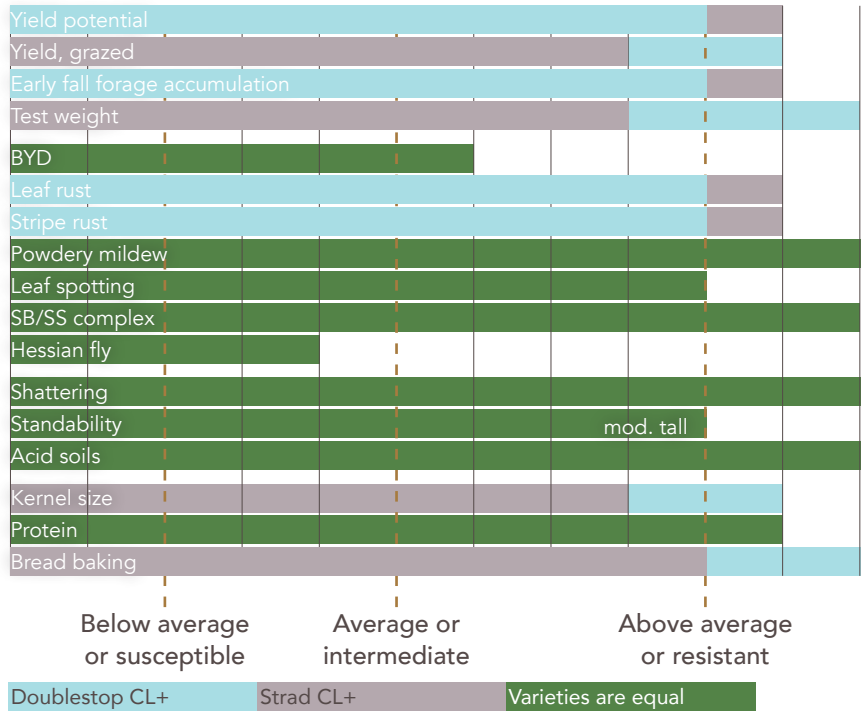 Yield potential
Yield, grazed
Early fall forage accumulation
Test weight
BYD
Leaf rust
Stripe rust
Powdery mildew
Leaf spotting
SB/SS complex
Hessian fly
Shattering
Standability mod. tall
Acid soils
Kernel size
Protein
Bread baking
Below average Average or Above average
or susceptible intermediate or resistant
Doublestop CL+ Strad CL+ Varieties are equal